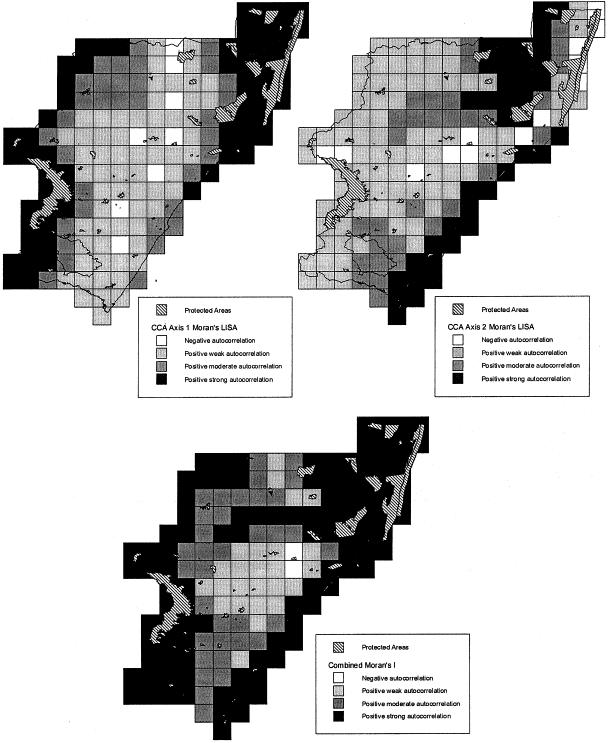 Protected Areas
CCA Axis 1 Moran's LISA
Negative autocorrelation
Positive weak autocorrelation
Positive moderate autocorrelation
Positive strong autocorrelation
Protected Areas
CCA Axis 2 Moran's LISA
Negative autocorrelation
Positive weak autocorrelation
Positive moderate autocorrelation
Positive strong autocorrelation
Protected Areas
Combined Moran's I
Negative autocorrelation
Positive weak autocorrelation
Positive moderate autocorrelation
Positive strong autocorrelation